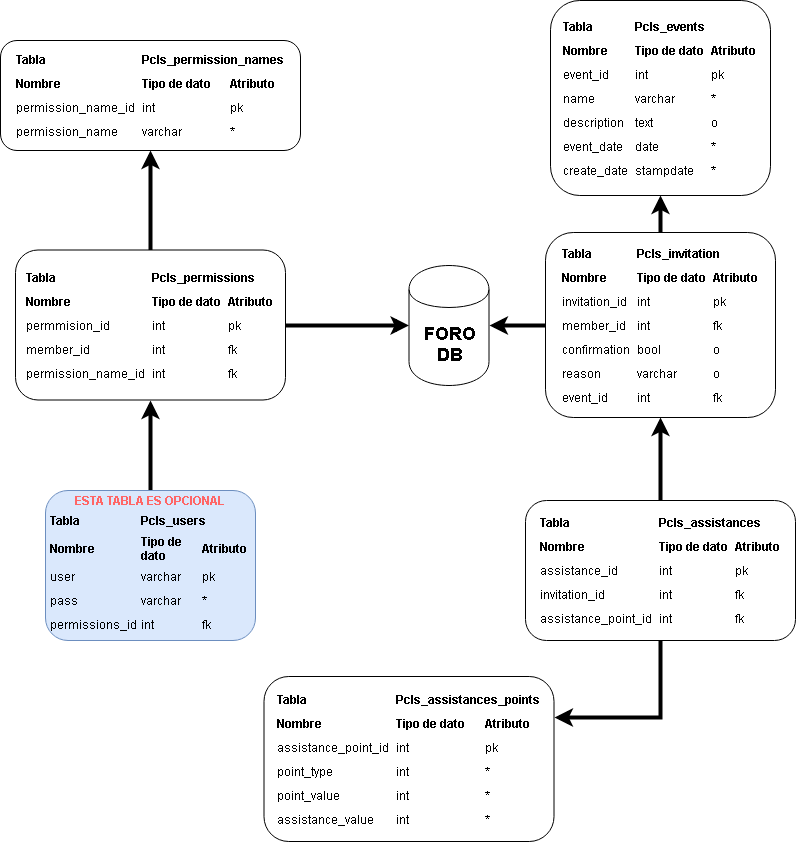 Tabla Pcls_permission_names
Nombre Tipo de dato Atributo
permission_name_id int pk
permission_name varchar *
Tabla Pcls_events
Nombre Tipo de dato Atributo
event_id int pk
name varchar *
description text o
event_date date *
create_date stampdate *
Tabla Pcls_permissions
Nombre Tipo de dato Atributo
permmision_id int pk
member_id int fk
permission_name_id int fk
FORO
DB
Tabla Pcls_invitation
Nombre Tipo de dato Atributo
invitation_id int pk
member_id int fk
confirmation bool o
reason varchar o
event_id int fk
ESTA TABLA ES OPCIONAL
Tabla Pcls_users
Nombre Tipo de dato Atributo
user varchar pk
pass varchar *
permissions_id int fk
Tabla Pcls_assistances
Nombre Tipo de dato Atributo
assistance_id int pk
invitation_id int fk
assistance_point_id int fk
Tabla Pcls_assistances_points
Nombre Tipo de dato Atributo
assistance_point_id int pk
point_type int *
point_value int *
assistance_value int *